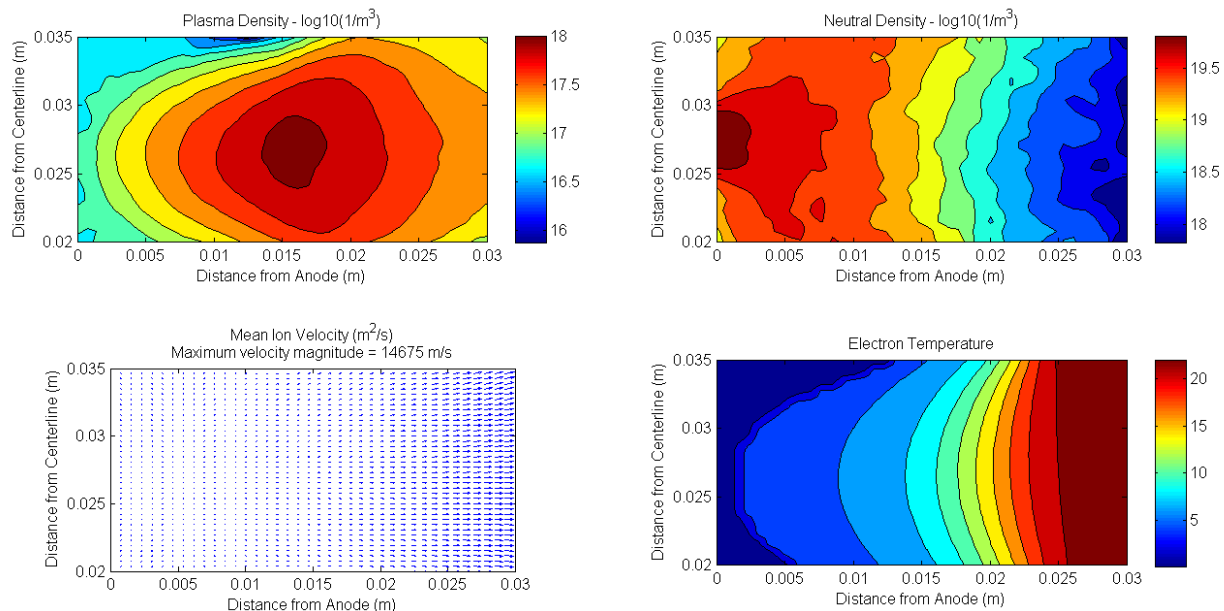 Plasma Density - log10(1/m³)
Distance from Centerline (m)
0.035
0.03
0.025
0.02
0 0.005 0.01 0.015 0.02 0.025 0.03
Distance from Anode (m)
18
17.5
17
16.5
16
Neutral Density - log10(1/m³)
Distance from Centerline (m)
0.035
0.03
0.025
0.02
0 0.005 0.01 0.015 0.02 0.025 0.03
Distance from Anode (m)
19.5
19
18.5
18
Mean Ion Velocity (m²/s)
Maximum velocity magnitude = 14675 m/s
Distance from Centerline (m)
0.035
0.03
0.025
0.02
0 0.005 0.01 0.015 0.02 0.025 0.03
Distance from Anode (m)
Electron Temperature
Distance from Centerline (m)
0.035
0.03
0.025
0.02
0 0.005 0.01 0.015 0.02 0.025 0.03
Distance from Anode (m)
20
15
10
5